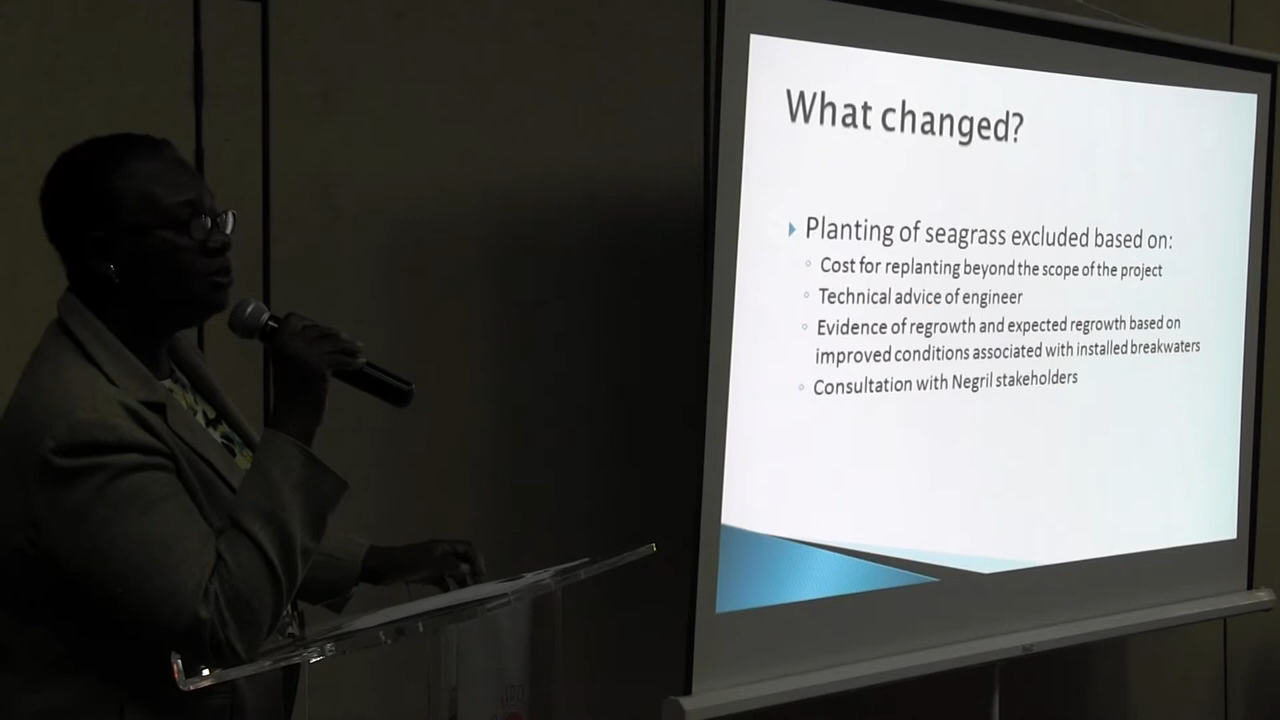 What changed?
Planting of seagrass excluded based on:
Cost for replanting beyond the scope of the project
Technical advice of engineer
Evidence of regrowth and expected regrowth based on
improved conditions associated with installed breakwaters
Consultation with Negril stakeholders